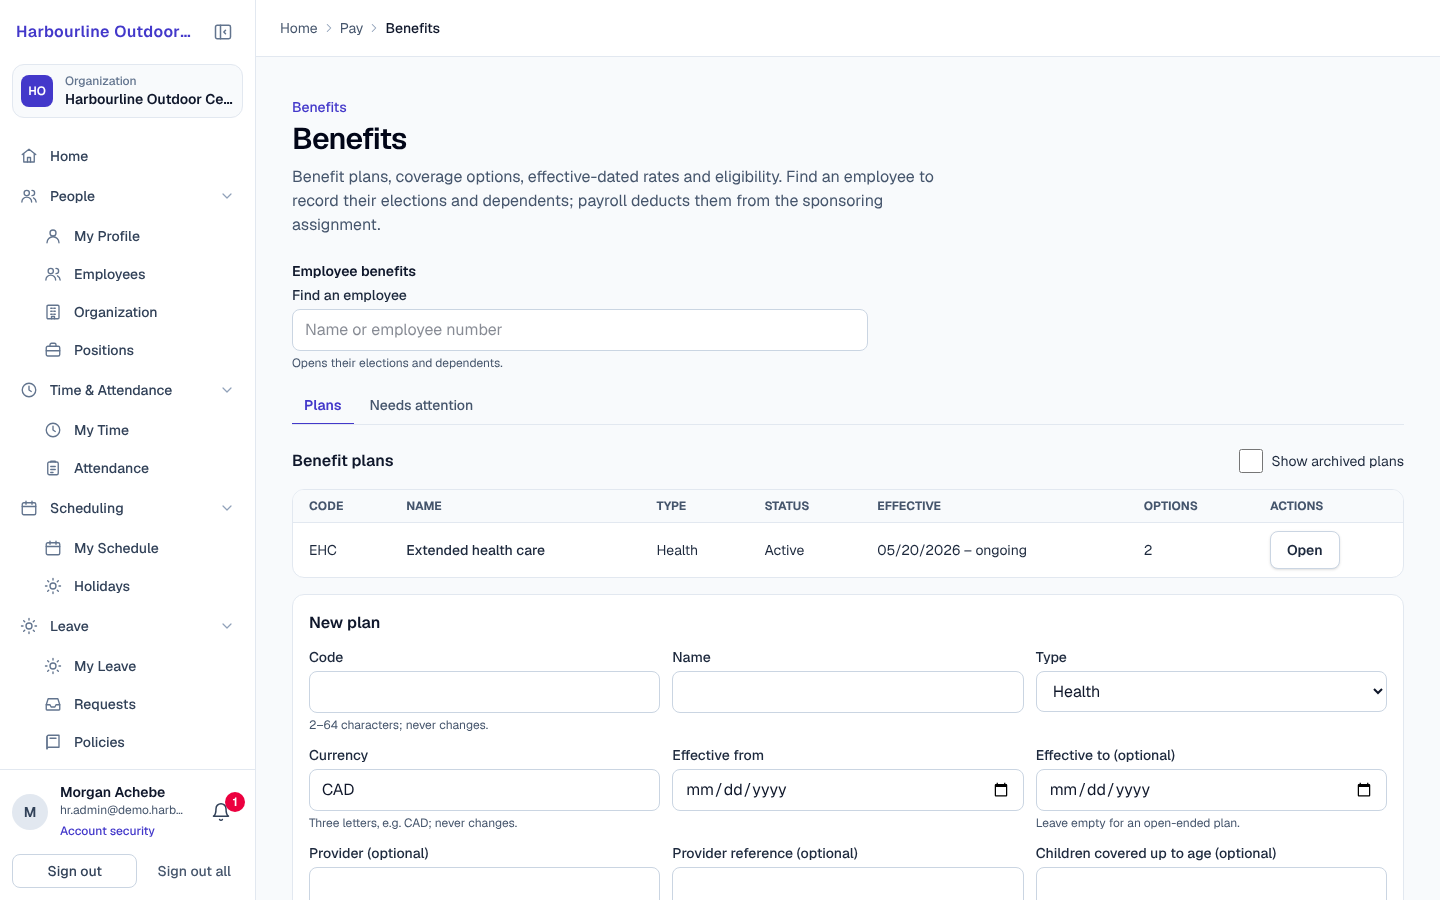 Harbourline Outdoor...
HO
Organization
Harbourline Outdoor Ce...
Home
People
My Profile
Employees
Organization
Positions
Time & Attendance
My Time
Attendance
Scheduling
My Schedule
Holidays
Leave
My Leave
Requests
Policies
M
Morgan Achebe
hr.admin@demo.harb...
Account security
1
Sign out
Sign out all
Home
Pay
Benefits
Benefits
Benefits
Benefit plans, coverage options, effective-dated rates and eligibility. Find an employee to
record their elections and dependents; payroll deducts them from the sponsoring
assignment.
Employee benefits
Find an employee
Name or employee number
Opens their elections and dependents.
Plans
Needs attention
Benefit plans
Show archived plans
CODE NAME TYPE STATUS EFFECTIVE OPTIONS ACTIONS
EHC Extended health care Health Active 05/20/2026 – ongoing 2 Open
New plan
Code Name Type
Health
2–64 characters; never changes.
Currency Effective from Effective to (optional)
CAD mm/dd/yyyy mm/dd/yyyy
Three letters, e.g. CAD; never changes. Leave empty for an open-ended plan.
Provider (optional) Provider reference (optional) Children covered up to age (optional)